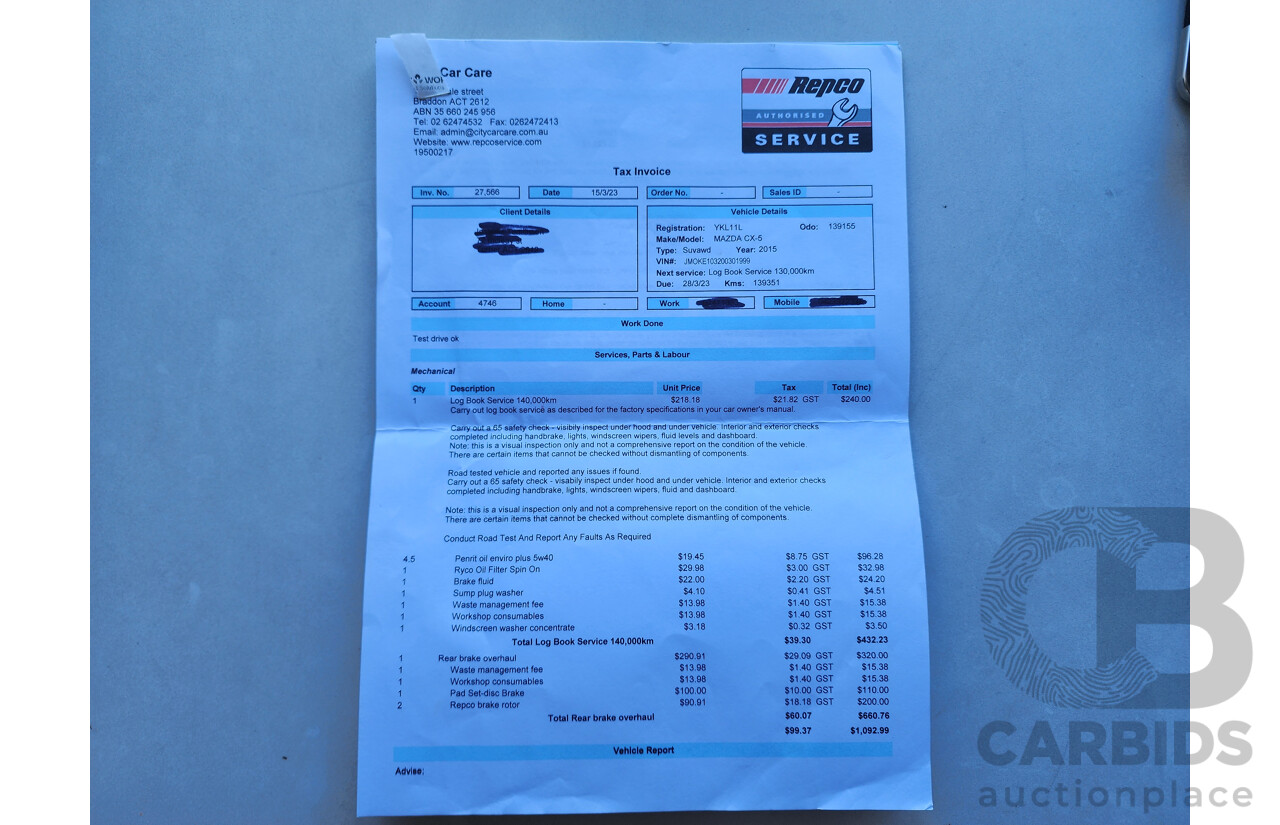 Car Care
WOI
ale street
Braddon ACT 2612
ABN 35 660 245 956
Tel: 02 62474532 Fax: 0262472413
Email: admin@citycarcare.com.au
Website: www.repcoservice.com
19500217
Repco
AUTHORISED
SERVICE
Tax Invoice
Inv. No. 27,566 Date 15/3/23 Order No. - Sales ID -
Client Details
Vehicle Details
Registration: YKL11L Odo: 139155
Make/Model: MAZDA CX-5
Type: Suvawd Year: 2015
VIN#: JMOKE103200301999
Next service: Log Book Service 130,000km
Due: 28/3/23 Kms: 139351
Account 4746 Home - Work Mobile
Work Done
Test drive ok
Services, Parts & Labour
Mechanical
Qty Description Unit Price Tax Total (Inc)
1 Log Book Service 140,000km $218.18 $21.82 GST $240.00
Carry out log book service as described for the factory specifications in your car owner's manual.
Carry out a 65 safety check - visibily inspect under hood and under vehicle. Interior and exterior checks
completed including handbrake, lights, windscreen wipers, fluid levels and dashboard.
Note: this is a visual inspection only and not a comprehensive report on the condition of the vehicle.
There are certain items that cannot be checked without dismantling of components.
Road tested vehicle and reported any issues if found.
Carry out a 65 safety check - visabily inspect under hood and under vehicle. Interior and exterior checks
completed including handbrake, lights, windscreen wipers, fluid and dashboard.
Note: this is a visual inspection only and not a comprehensive report on the condition of the vehicle.
There are certain items that cannot be checked without complete dismantling of components.
Conduct Road Test And Report Any Faults As Required
4.5 Penrit oil enviro plus 5w40 $19.45 $8.75 GST $96.28
1 Ryco Oil Filter Spin On $29.98 $3.00 GST $32.98
1 Brake fluid $22.00 $2.20 GST $24.20
1 Sump plug washer $4.10 $0.41 GST $4.51
1 Waste management fee $13.98 $1.40 GST $15.38
1 Workshop consumables $13.98 $1.40 GST $15.38
1 Windscreen washer concentrate $3.18 $0.32 GST $3.50
Total Log Book Service 140,000km $39.30 $432.23
1 Rear brake overhaul $290.91 $29.09 GST $320.00
1 Waste management fee $13.98 $1.40 GST $15.38
1 Workshop consumables $13.98 $1.40 GST $15.38
1 Pad Set-disc Brake $100.00 $10.00 GST $110.00
2 Repco brake rotor $90.91 $18.18 GST $200.00
Total Rear brake overhaul $60.07 $660.76
$99.37 $1,092.99
Vehicle Report
Advise:
CB
CARBIDS
auctionplace